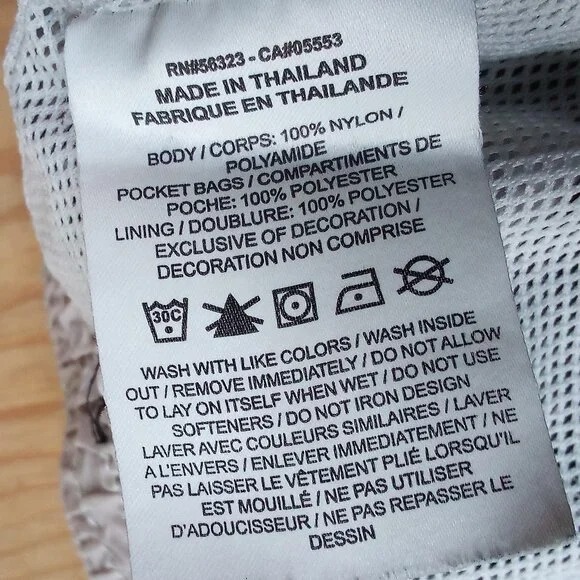 RN#56323 - CA#05553
MADE IN THAILAND
FABRIQUE EN THAILANDE
BODY / CORPS: 100% NYLON /
POLYAMIDE
POCKET BAGS / COMPARTIMENTS DE
POCHE: 100% POLYESTER
LINING / DOUBLURE: 100% POLYESTER
EXCLUSIVE OF DECORATION /
DECORATION NON COMPRISE
30C
WASH WITH LIKE COLORS / WASH INSIDE
OUT / REMOVE IMMEDIATELY / DO NOT ALLOW
TO LAY ON ITSELF WHEN WET / DO NOT USE
SOFTENERS / DO NOT IRON DESIGN
LAVER AVEC COULEURS SIMILAIRES / LAVER
A L'ENVERS / ENLEVER IMMEDIATEMENT / NE
PAS LAISSER LE VÊTEMENT PLIÉ LORSQU'IL
EST MOUILLÉ / NE PAS UTILISER
D'ADOUCISSEUR / NE PAS REPASSER LE
DESSIN